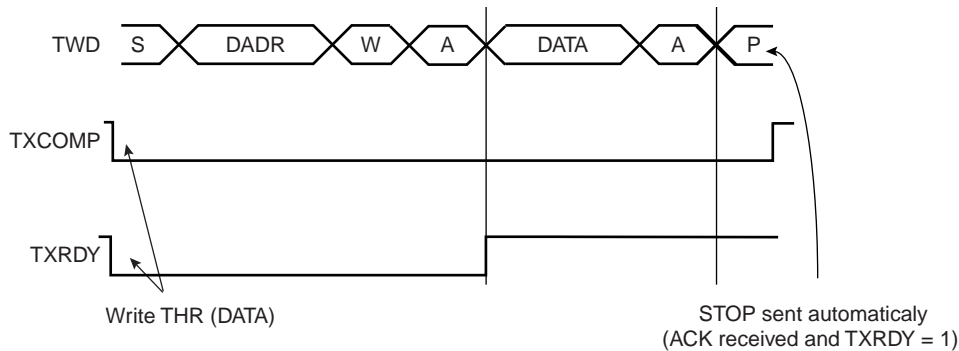 TWD S DADR W A DATA A P
TXCOMP
TXRDY
Write THR (DATA)
STOP sent automaticaly
(ACK received and TXRDY = 1)